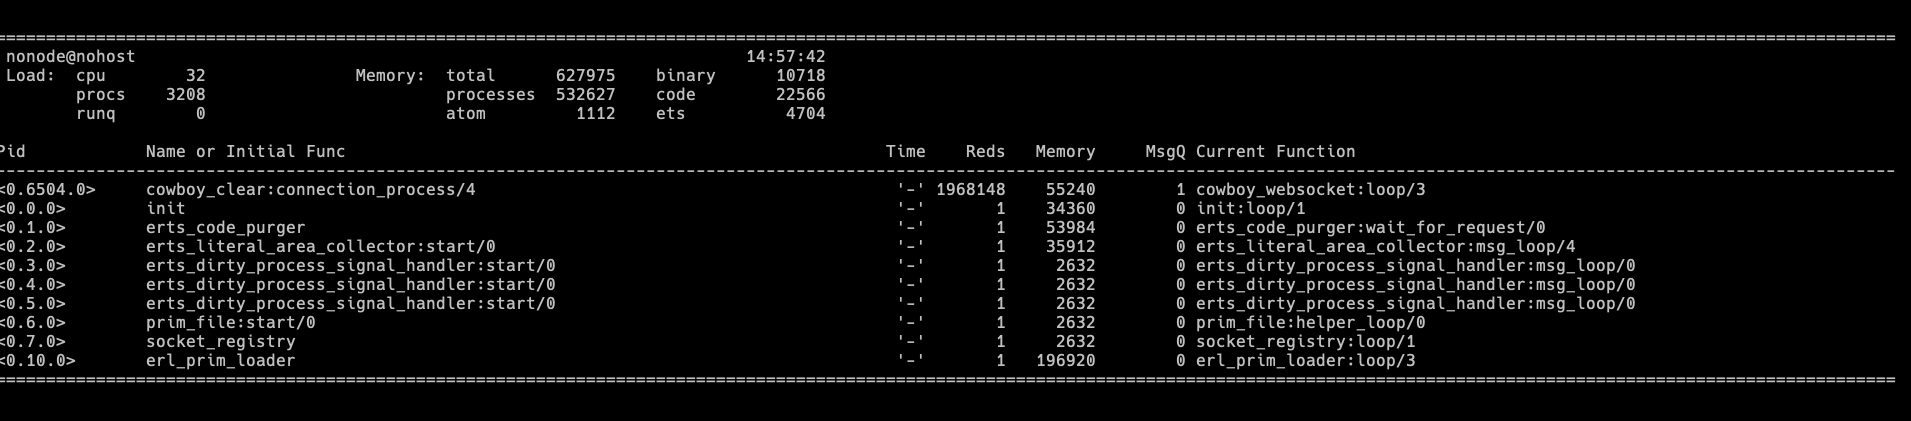 ================================================================================
nonode@nohost 14:57:42
Load: cpu 32 Memory: total 627975 binary 10718
procs 3208 processes 532627 code 22566
runq 0 atom 1112 ets 4704
Pid Name or Initial Func Time Reds Memory MsgQ Current Function
--------------------------------------------------------------------------------
<0.6504.0> cowboy_clear:connection_process/4 '-' 1968148 55240 1 cowboy_websocket:loop/3
<0.0.0> init '-' 1 34360 0 init:loop/1
<0.1.0> erts_code_purger '-' 1 53984 0 erts_code_purger:wait_for_request/0
<0.2.0> erts_literal_area_collector:start/0 '-' 1 35912 0 erts_literal_area_collector:msg_loop/4
<0.3.0> erts_dirty_process_signal_handler:start/0 '-' 1 2632 0 erts_dirty_process_signal_handler:msg_loop/0
<0.4.0> erts_dirty_process_signal_handler:start/0 '-' 1 2632 0 erts_dirty_process_signal_handler:msg_loop/0
<0.5.0> erts_dirty_process_signal_handler:start/0 '-' 1 2632 0 erts_dirty_process_signal_handler:msg_loop/0
<0.6.0> prim_file:start/0 '-' 1 2632 0 prim_file:helper_loop/0
<0.7.0> socket_registry '-' 1 2632 0 socket_registry:loop/1
<0.10.0> erl_prim_loader '-' 1 196920 0 erl_prim_loader:loop/3
================================================================================